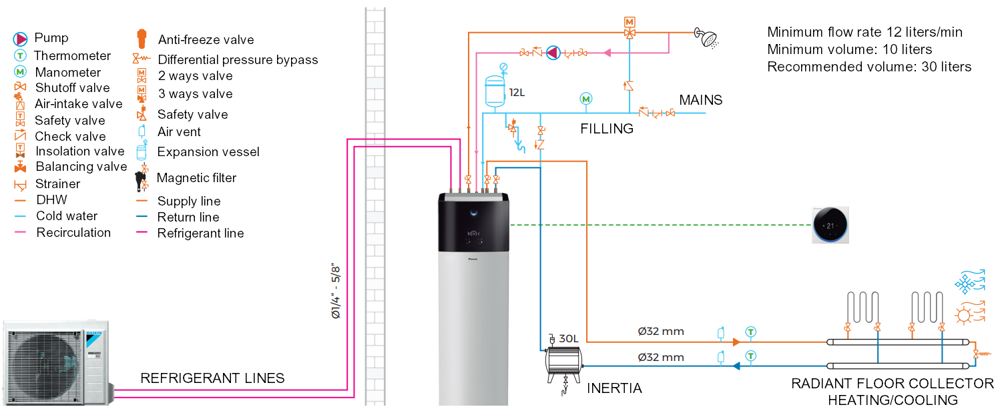 Pump
Thermometer
Manometer
Shutoff valve
Air-intake valve
Safety valve
Check valve
Insolation valve
Balancing valve
Strainer
DHW
Cold water
Recirculation
Anti-freeze valve
Differential pressure bypass
2 ways valve
3 ways valve
Safety valve
Air vent
Expansion vessel
Magnetic filter
Supply line
Return line
Refrigerant line
T
M
T
T
M
M
M
12L
M
FILLING
MAINS
Minimum flow rate 12 liters/min
Minimum volume: 10 liters
Recommended volume: 30 liters
Ø1/4” - 5/8”
21
DAIKIN
REFRIGERANT LINES
30L
INERTIA
Ø32 mm
T
Ø32 mm
T
RADIANT FLOOR COLLECTOR
HEATING/COOLING